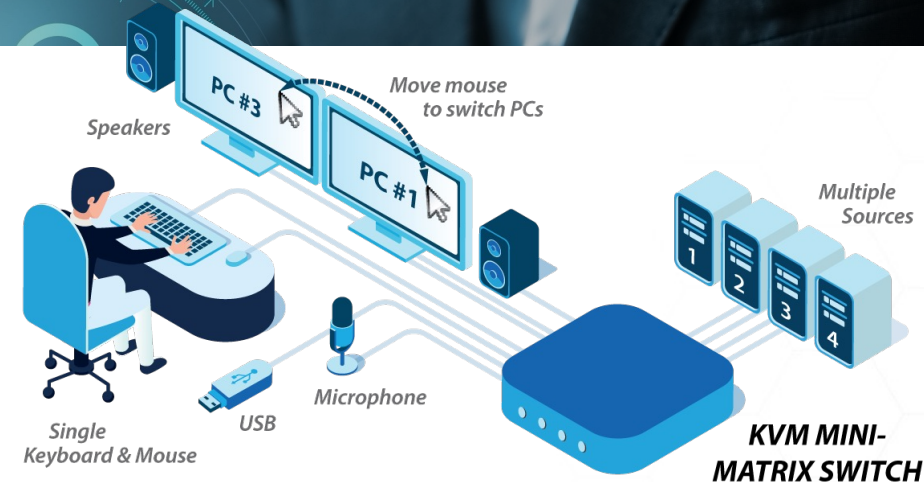 PC #3
Move mouse
to switch PCs
Speakers
PC #1
Multiple
Sources
1
2
3
4
Microphone
USB
Single
Keyboard & Mouse
KVM MINI-
MATRIX SWITCH